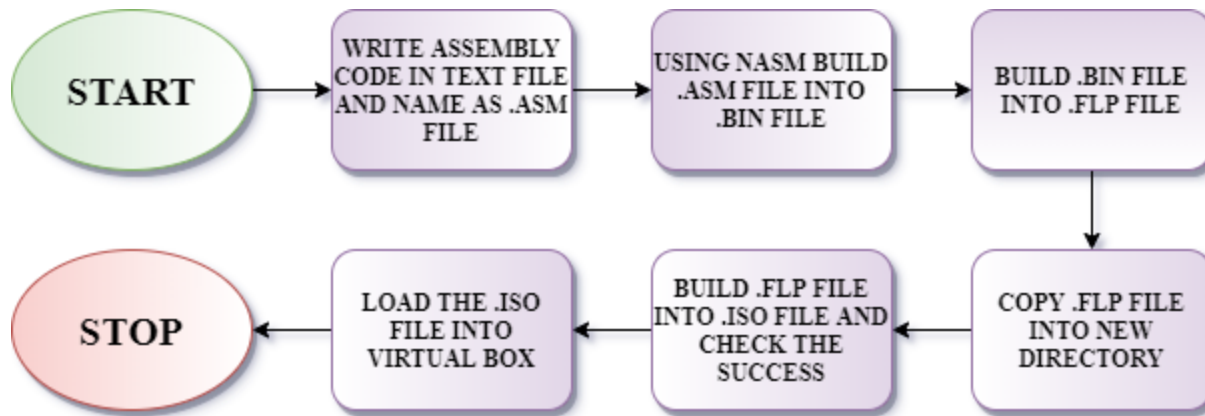 START
WRITE ASSEMBLY
CODE IN TEXT FILE
AND NAME AS .ASM
FILE
USING NASM BUILD
.ASM FILE INTO
.BIN FILE
BUILD .BIN FILE
INTO .FLP FILE
COPY .FLP FILE
INTO NEW
DIRECTORY
BUILD .FLP FILE
INTO .ISO FILE AND
CHECK THE
SUCCESS
LOAD THE .ISO
FILE INTO
VIRTUAL BOX
STOP